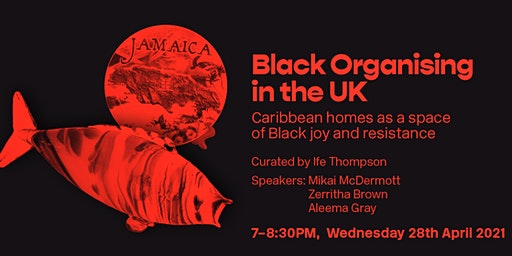 JAMAICA
Black Organising
in the UK
Caribbean homes as a space
of Black joy and resistance
Curated by Ife Thompson
Speakers: Mikai McDermott
Zerritha Brown
Aleema Gray
7–8:30PM, Wednesday 28th April 2021